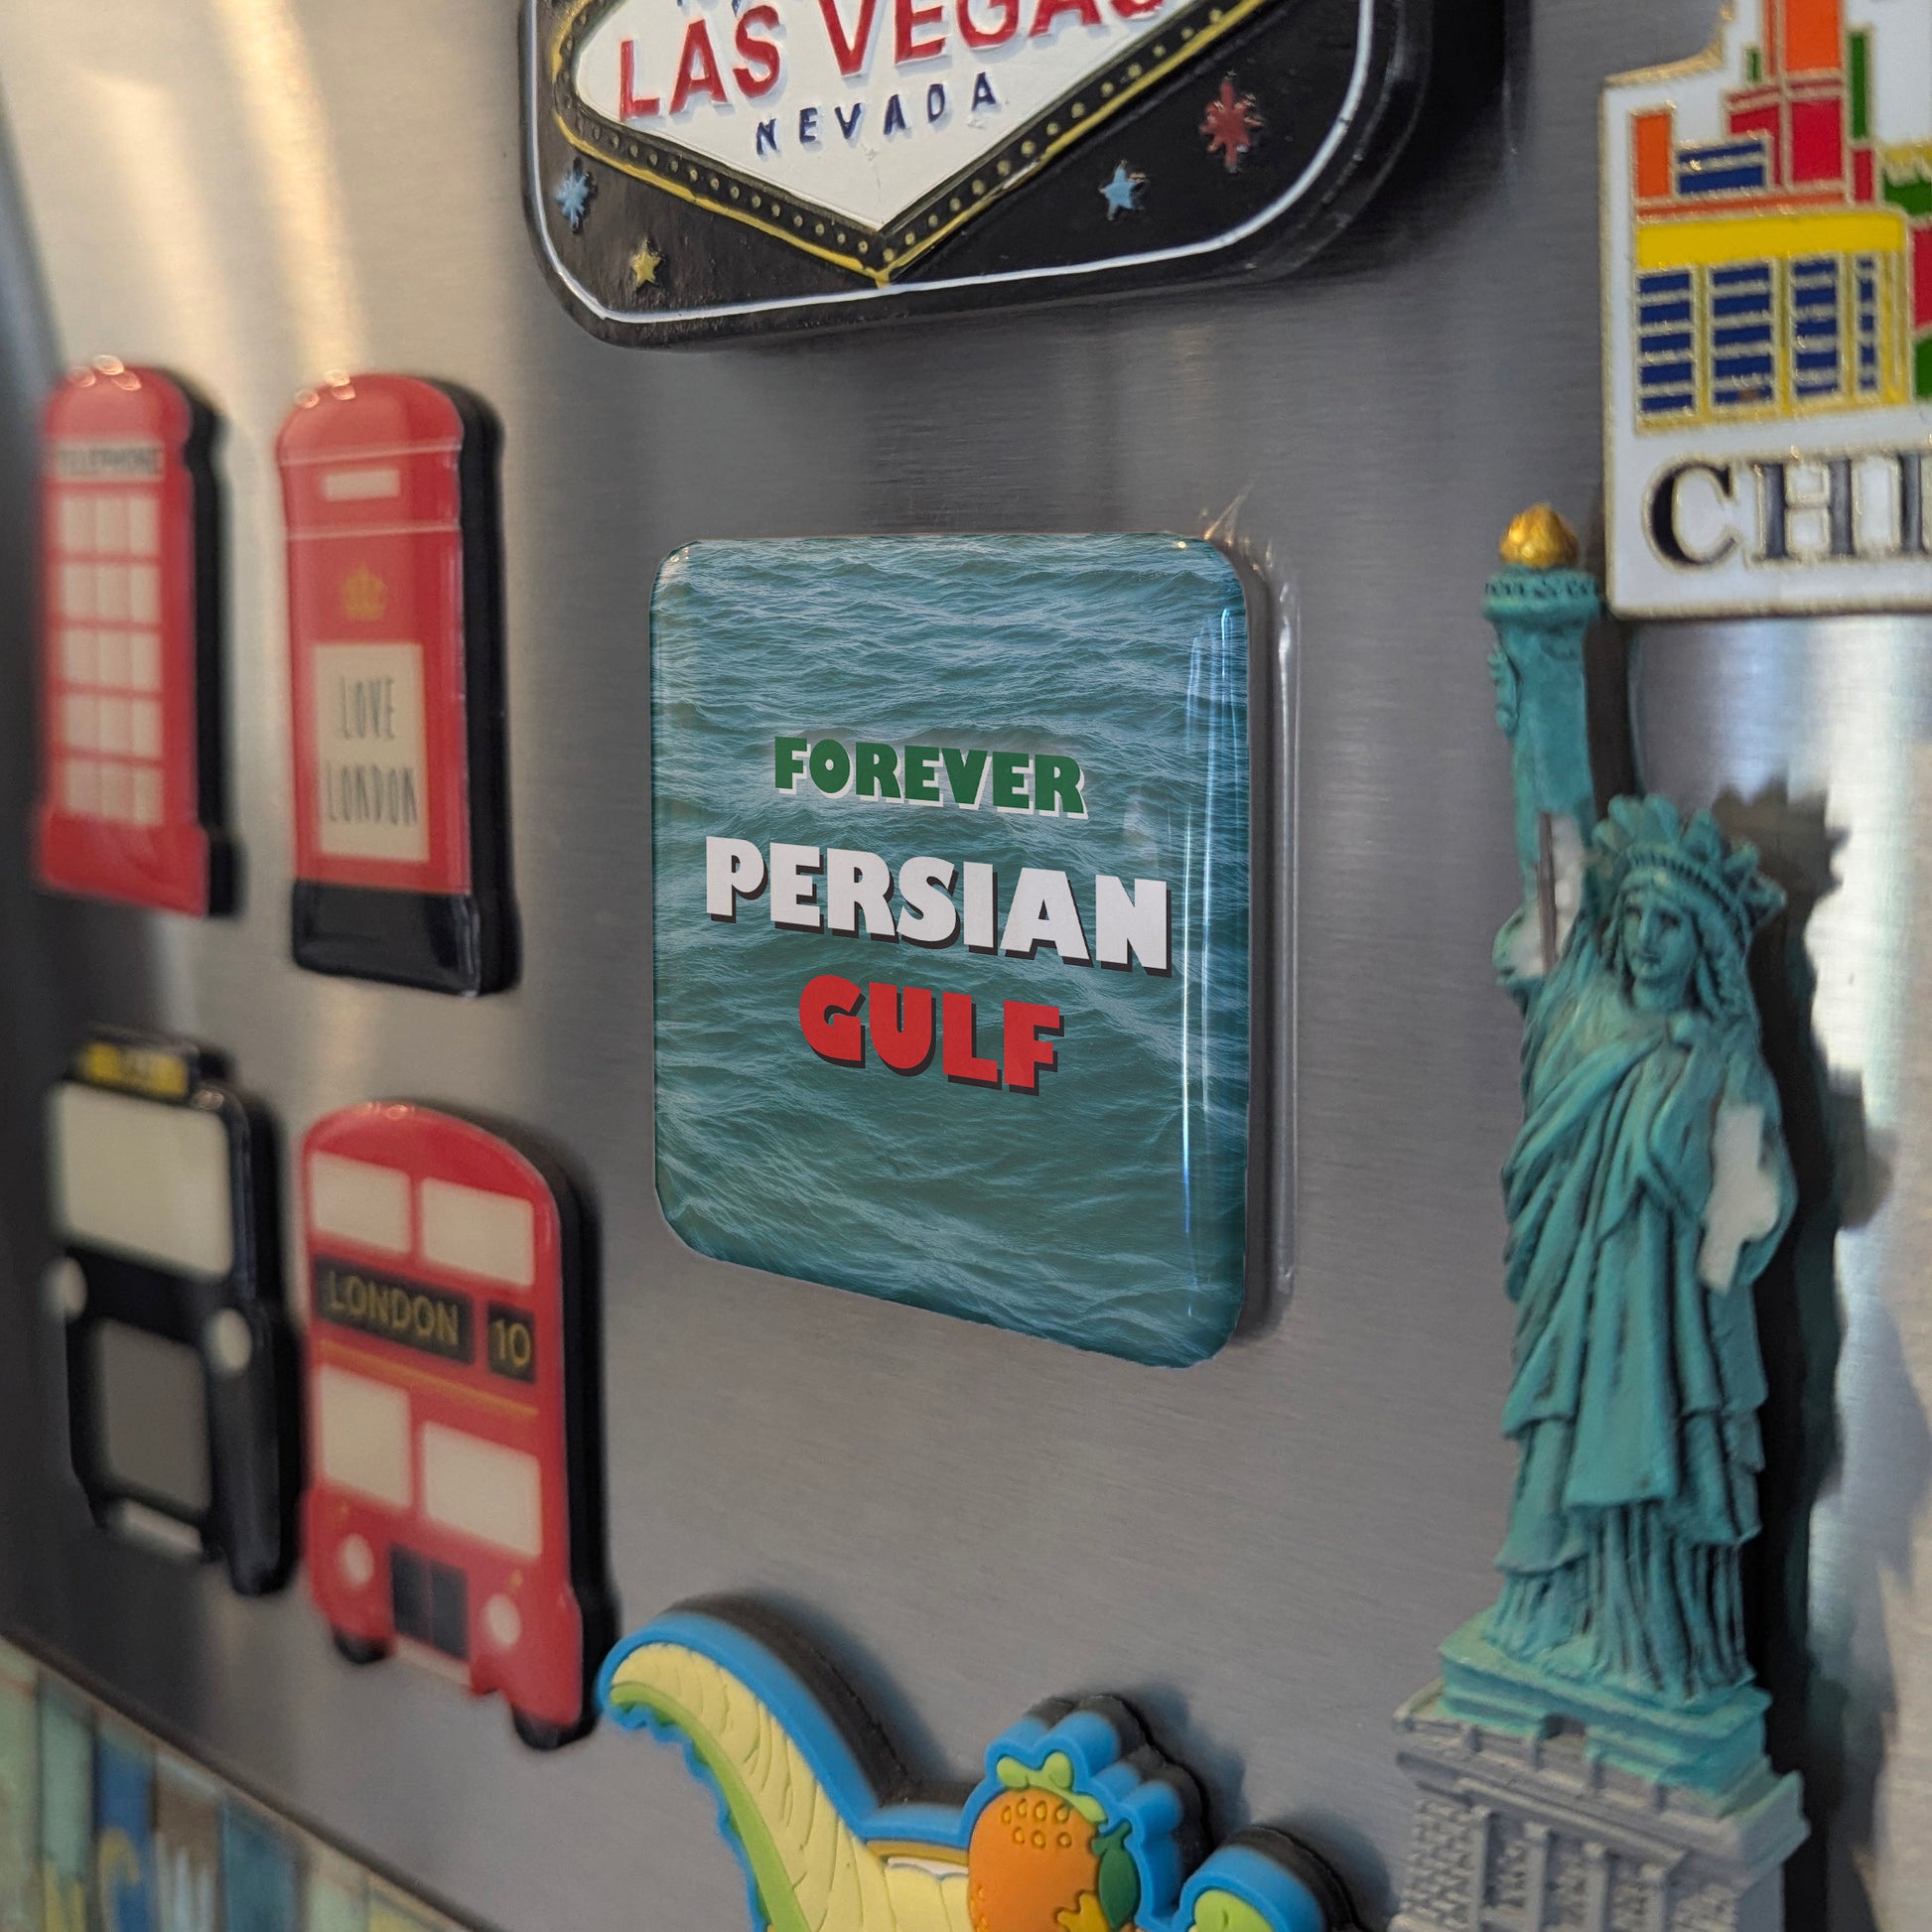 LAS VEGAS
NEVADA
TELEPHONE
LOVE
LONDON
CHI
FOREVER
PERSIAN
GULF
LONDON 10